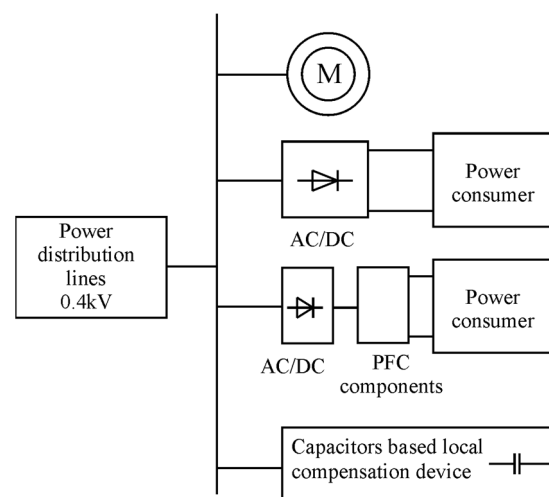 M
Power
consumer
AC/DC
Power
distribution
lines
0.4kV
Power
consumer
AC/DC
PFC
components
Capacitors based local
compensation device